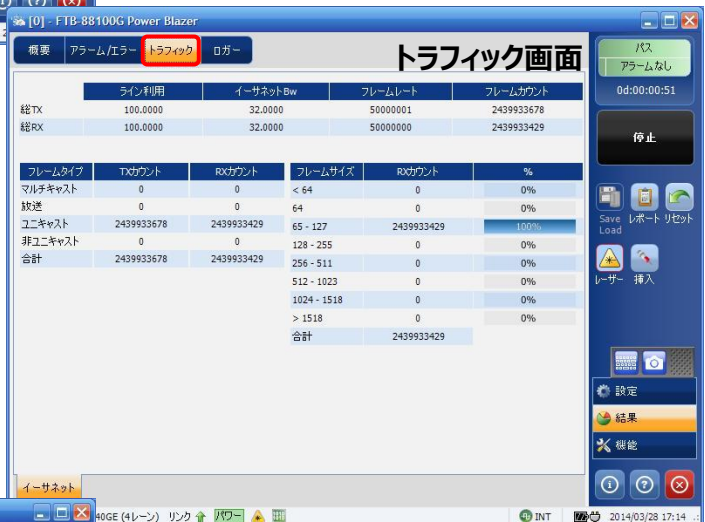 [0] - FTB-88100G Power Blazer
概要 アラーム/エラー トラフィック ロガー トラフィック画面
ライン利用 イーサネットBw フレームレート フレームカウント
総TX 100.0000 32.0000 50000001 2439933678
総RX 100.0000 32.0000 50000000 2439933429
フレームタイプ TXカウント RXカウント
マルチキャスト 0 0
放送 0 0
ユニキャスト 2439933678 2439933429
非ユニキャスト 0 0
合計 2439933678 2439933429
フレームサイズ RXカウント %
< 64 0 0%
64 0 0%
65 - 127 2439933429 100%
128 - 255 0 0%
256 - 511 0 0%
512 - 1023 0 0%
1024 - 1518 0 0%
> 1518 0 0%
合計 2439933429
イーサネット
パス
アラームなし
0d:00:00:51
停止
Save Load レポート リセット
レーザー 挿入
設定
結果
機能
40GE (4レーン) リンク パワー INT 2014/03/28 17:14